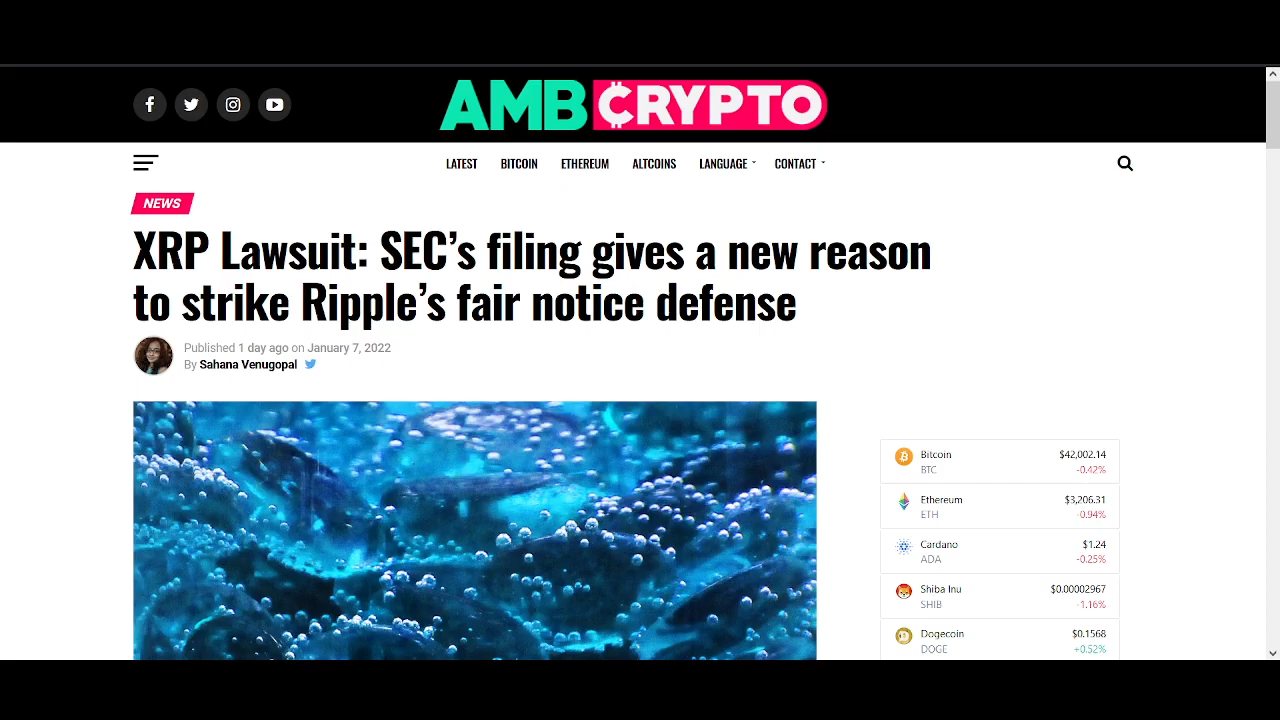 AMBCRYPTO
LATEST BITCOIN ETHEREUM ALTCOINS LANGUAGE CONTACT
NEWS
XRP Lawsuit: SEC’s filing gives a new reason
to strike Ripple’s fair notice defense
Published 1 day ago on January 7, 2022
By Sahana Venugopal
Bitcoin $42,002.14
BTC -0.42%
Ethereum $3,206.31
ETH -0.94%
Cardano $1.24
ADA -0.25%
Shiba Inu $0.00002967
SHIB -1.16%
Dogecoin $0.1568
DOGE +0.52%